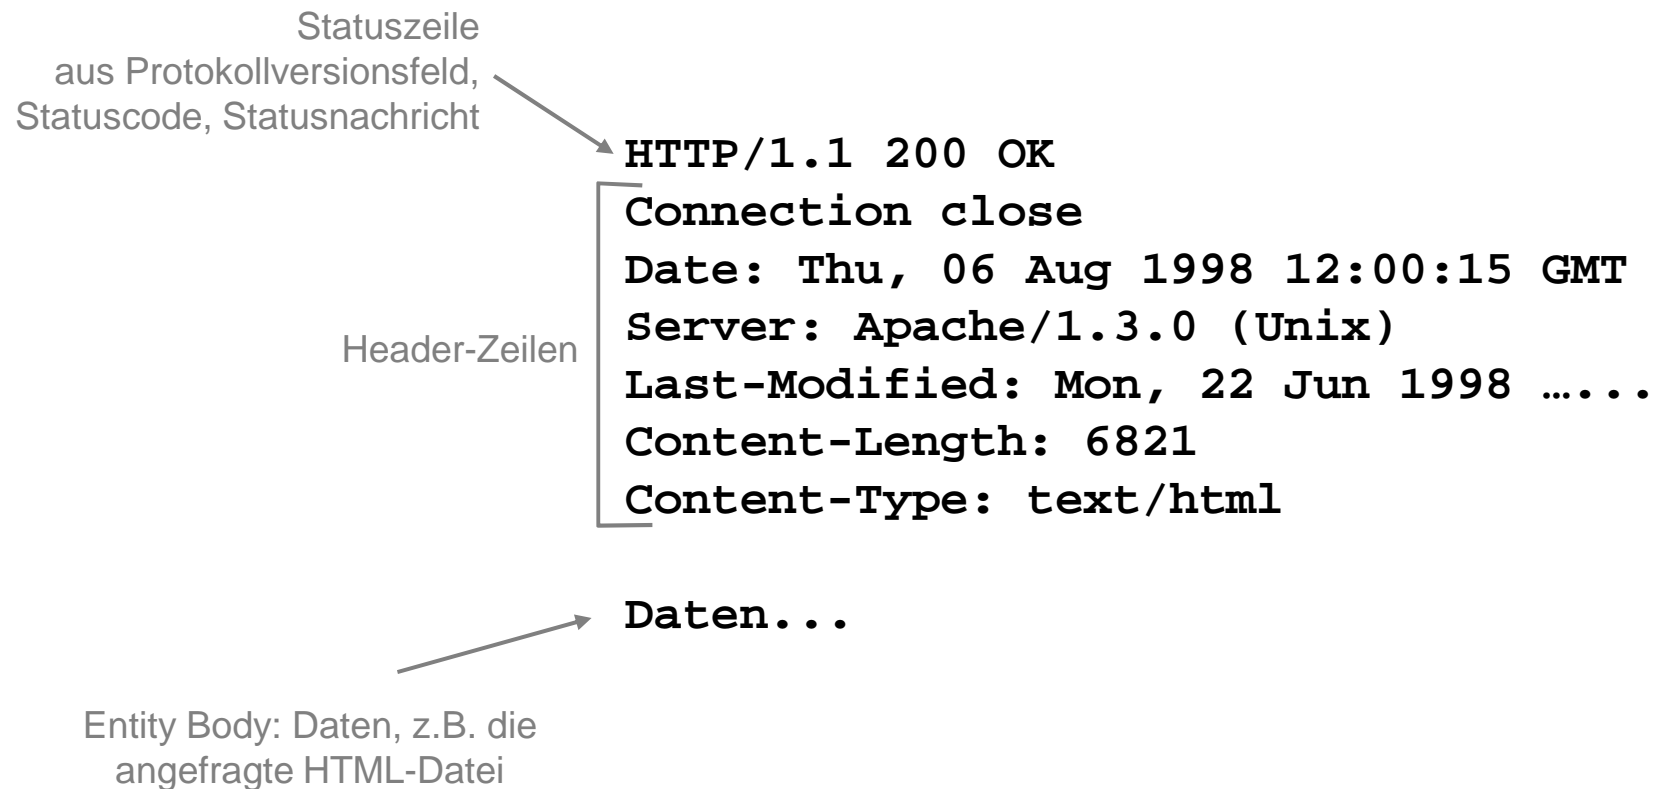 Statuszeile
aus Protokollversionsfeld,
Statuscode, Statusnachricht
HTTP/1.1 200 OK
Connection close
Date: Thu, 06 Aug 1998 12:00:15 GMT
Server: Apache/1.3.0 (Unix)
Header-Zeilen
Last-Modified: Mon, 22 Jun 1998 …...
Content-Length: 6821
Content-Type: text/html
Daten...
Entity Body: Daten, z.B. die
angefragte HTML-Datei